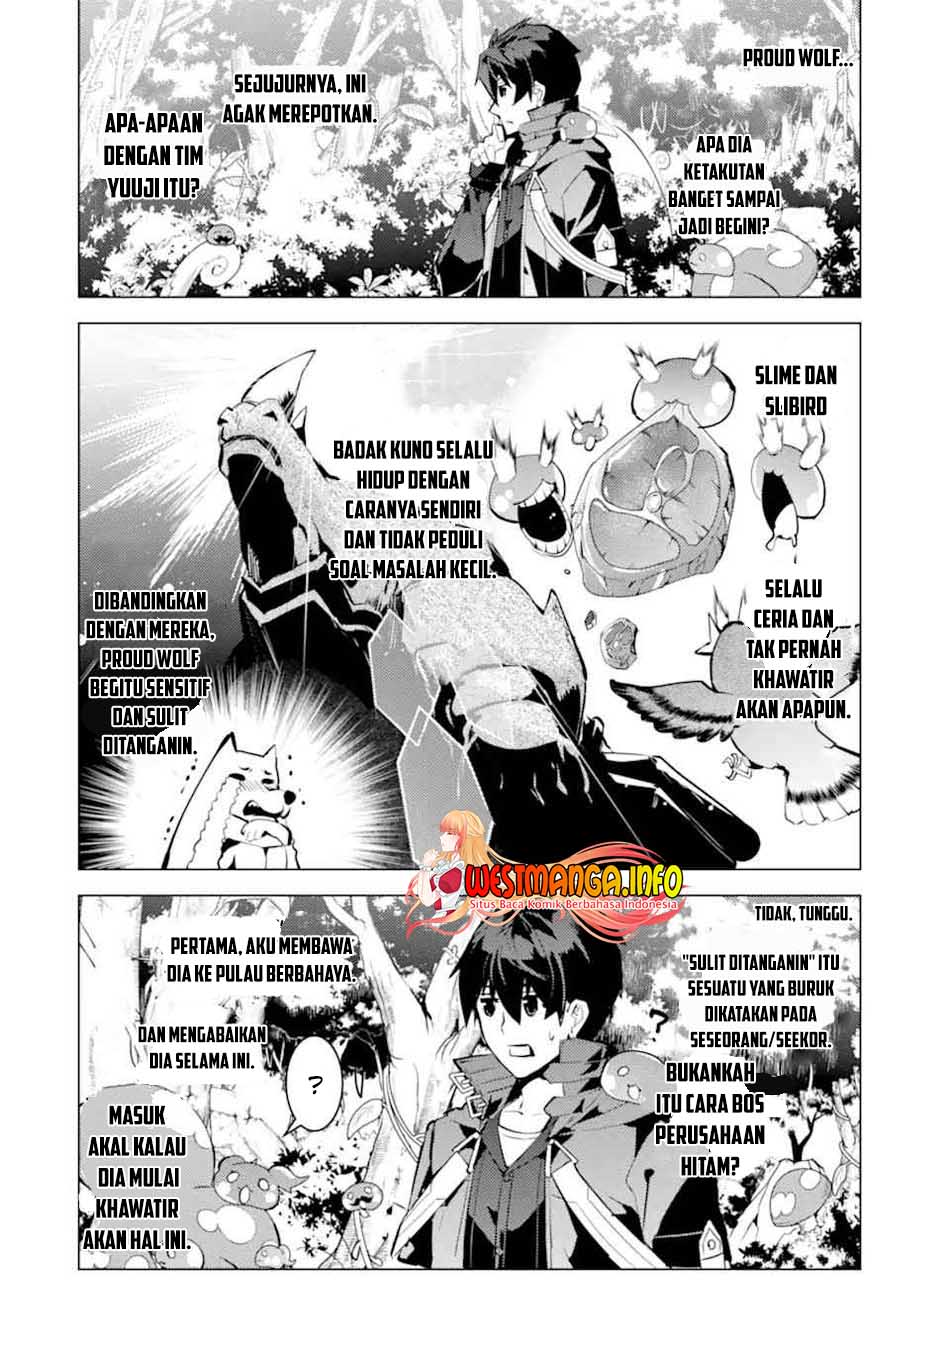 PROUD WOLF...
APA DIA
KETAKUTAN
BANGET SAMPAI
JADI BEGINI?
SEJUJURNYA, INI
AGAK MEREPOTKAN.
APA-APAAN
DENGAN TIM
YUUJI ITU?
SLIME DAN
SLIBIRD
SELALU
CERIA DAN
TAK PERNAH
KHAWATIR
AKAN APAPUN.
BADAK KUNO SELALU
HIDUP DENGAN
CARANYA SENDIRI
DAN TIDAK PEDULI
SOAL MASALAH KECIL.
DIBANDINGKAN
DENGAN MEREKA,
PROUD WOLF
BEGITU SENSITIF
DAN SULIT
DITANGANIN.
WESTMANGA.INFO
Situs Baca Komik Berbahasa Indonesia
TIDAK, TUNGGU.
"SULIT DITANGANIN" ITU
SESUATU YANG BURUK
DIKATAKAN PADA
SESEORANG/SEEKOR.
BUKANKAH
ITU CARA BOS
PERUSAHAAN
HITAM?
?
PERTAMA, AKU MEMBAWA
DIA KE PULAU BERBAHAYA.
DAN MENGABAIKAN
DIA SELAMA INI.
?
MASUK
AKAL KALAU
DIA MULAI
KHAWATIR
AKAN HAL INI.